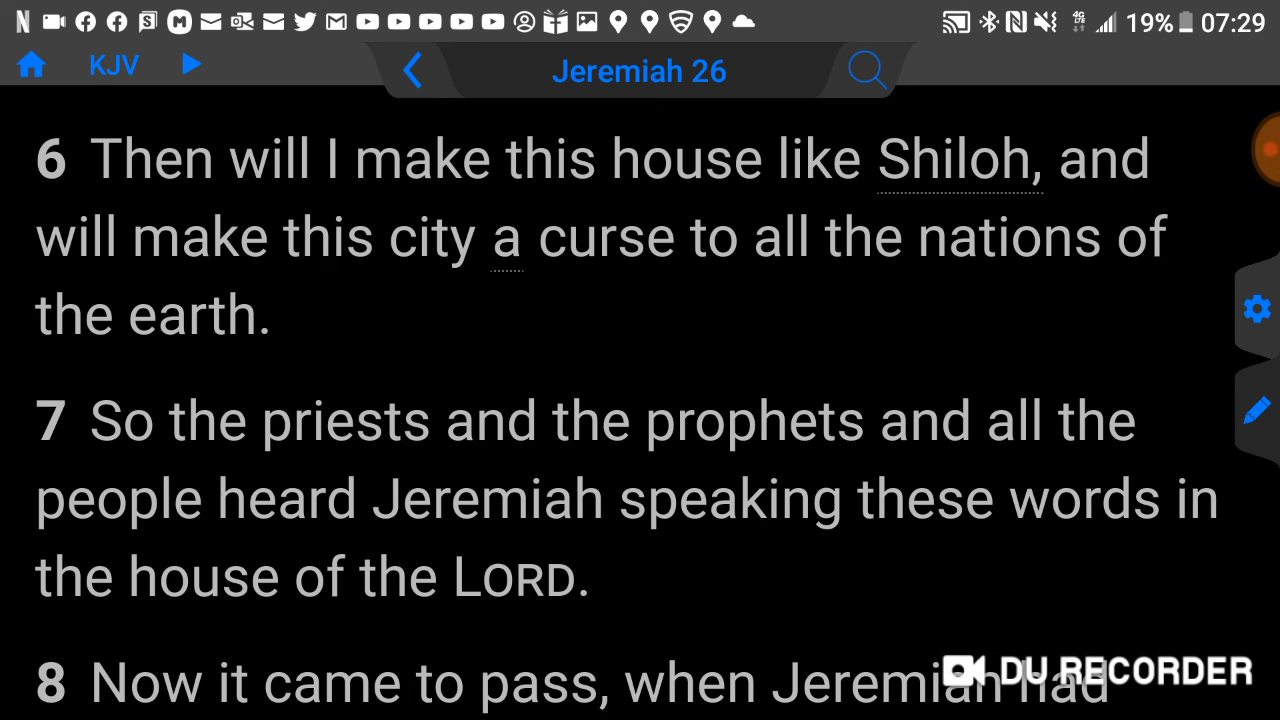 19% 07:29
KJV Jeremiah 26
6 Then will I make this house like Shiloh, and
will make this city a curse to all the nations of
the earth.
7 So the priests and the prophets and all the
people heard Jeremiah speaking these words in
the house of the LORD.
8 Now it came to pass, when Jeremiah had
DU RECORDER